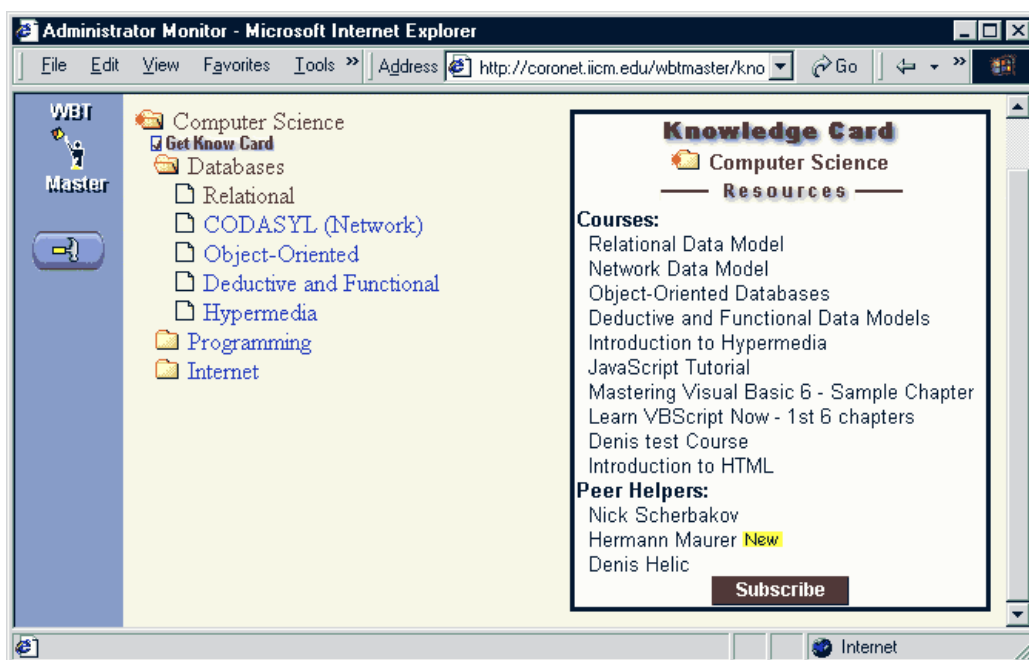 Administrator Monitor - Microsoft Internet Explorer
File Edit View Favorites Tools » Address http://coronet.iicm.edu/wbtmaster/kno Go »
WBT
Master
Computer Science
Get Know Card
Databases
Relational
CODASYL (Network)
Object-Oriented
Deductive and Functional
Hypermedia
Programming
Internet
Knowledge Card
Computer Science
Resources
Courses:
Relational Data Model
Network Data Model
Object-Oriented Databases
Deductive and Functional Data Models
Introduction to Hypermedia
JavaScript Tutorial
Mastering Visual Basic 6 - Sample Chapter
Learn VBScript Now - 1st 6 chapters
Denis test Course
Introduction to HTML
Peer Helpers:
Nick Scherbakov
Hermann Maurer New
Denis Helic
Subscribe
Internet